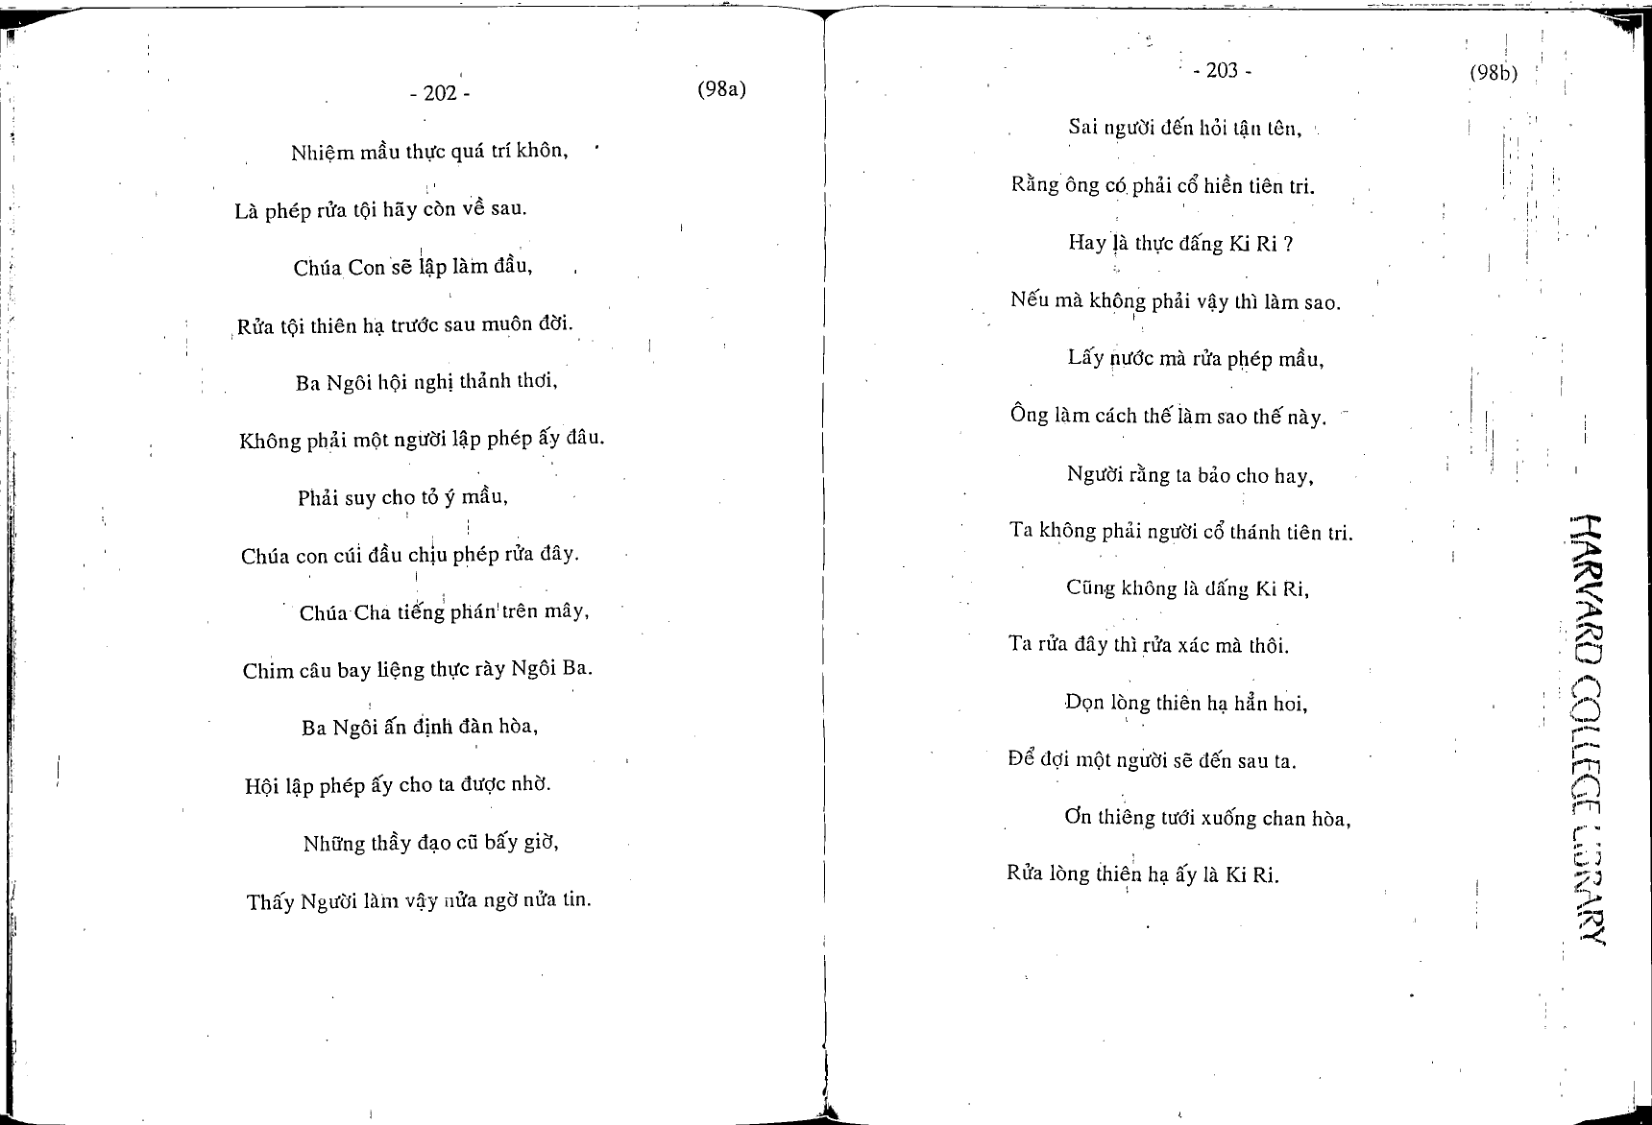 - 202 - (98a)
Nhiệm mầu thực quá trí khôn,
Là phép rửa tội hãy còn về sau.
Chúa Con sẽ lập làm đầu,
Rửa tội thiên hạ trước sau muôn đời.
Ba Ngôi hội nghị thảnh thơi,
Không phải một người lập phép ấy đâu.
Phải suy cho tỏ ý mầu,
Chúa con cúi đầu chịu phép rửa đây.
Chúa Cha tiếng phán trên mây,
Chim câu bay liệng thực rày Ngôi Ba.
Ba Ngôi ấn định đàn hòa,
Hội lập phép ấy cho ta được nhờ.
Những thầy đạo cũ bấy giờ,
Thấy Người làm vậy nửa ngờ nửa tin.
- 203 - (98b)
Sai người đến hỏi tận tên,
Rằng ông có phải cổ hiền tiên tri.
Hay là thực đấng Ki Ri ?
Nếu mà không phải vậy thì làm sao.
Lấy nước mà rửa phép mầu,
Ông làm cách thế làm sao thế này.
Người rằng ta bảo cho hay,
Ta không phải người cổ thánh tiên tri.
Cũng không là đấng Ki Ri,
Ta rửa đây thì rửa xác mà thôi.
Dọn lòng thiên hạ hẳn hoi,
Để đợi một người sẽ đến sau ta.
Ơn thiêng tưới xuống chan hòa,
Rửa lòng thiên hạ ấy là Ki Ri.
HARVARD COLLEGE LIBRARY